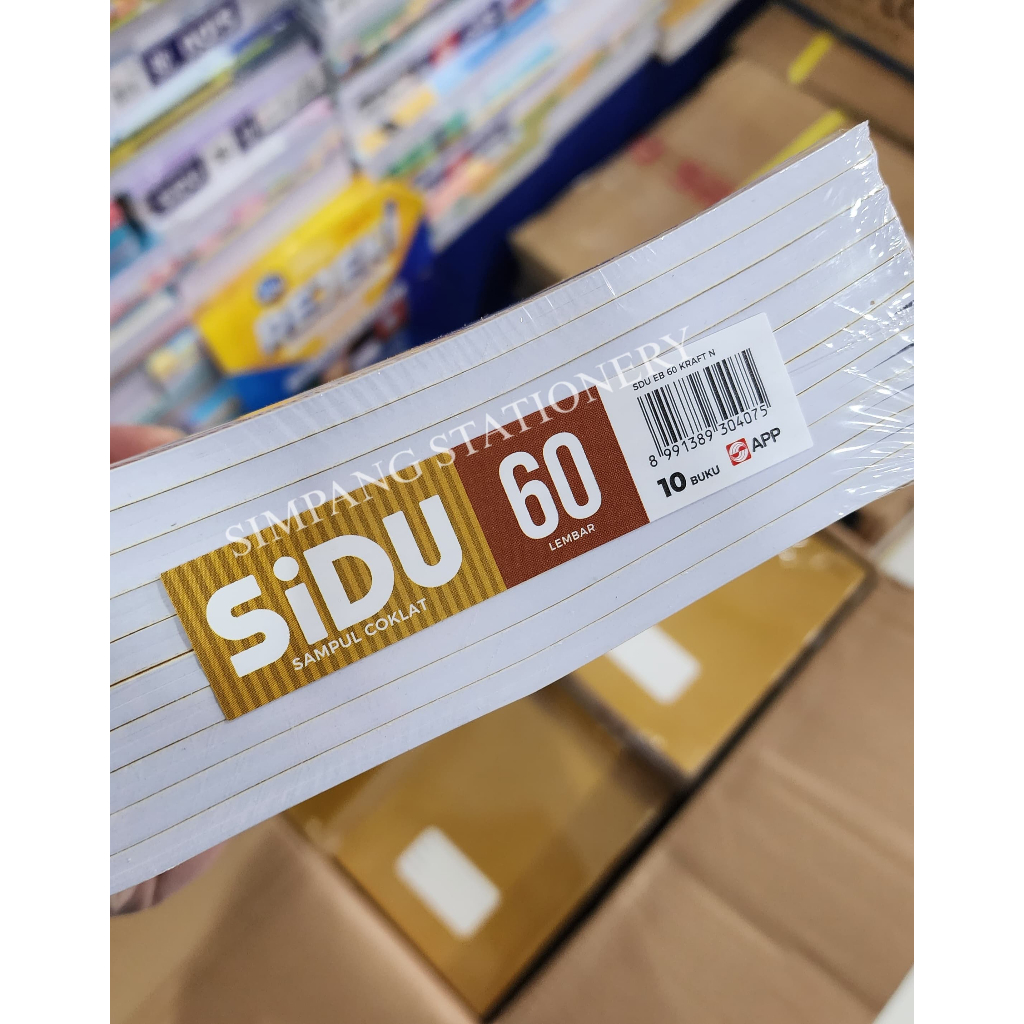 SIMPANG STATIONERY
SiDU
SAMPUL COKLAT
60
LEMBAR
SDU EB 60 KRAFT N
8 991389 304075
10 BUKU
APP